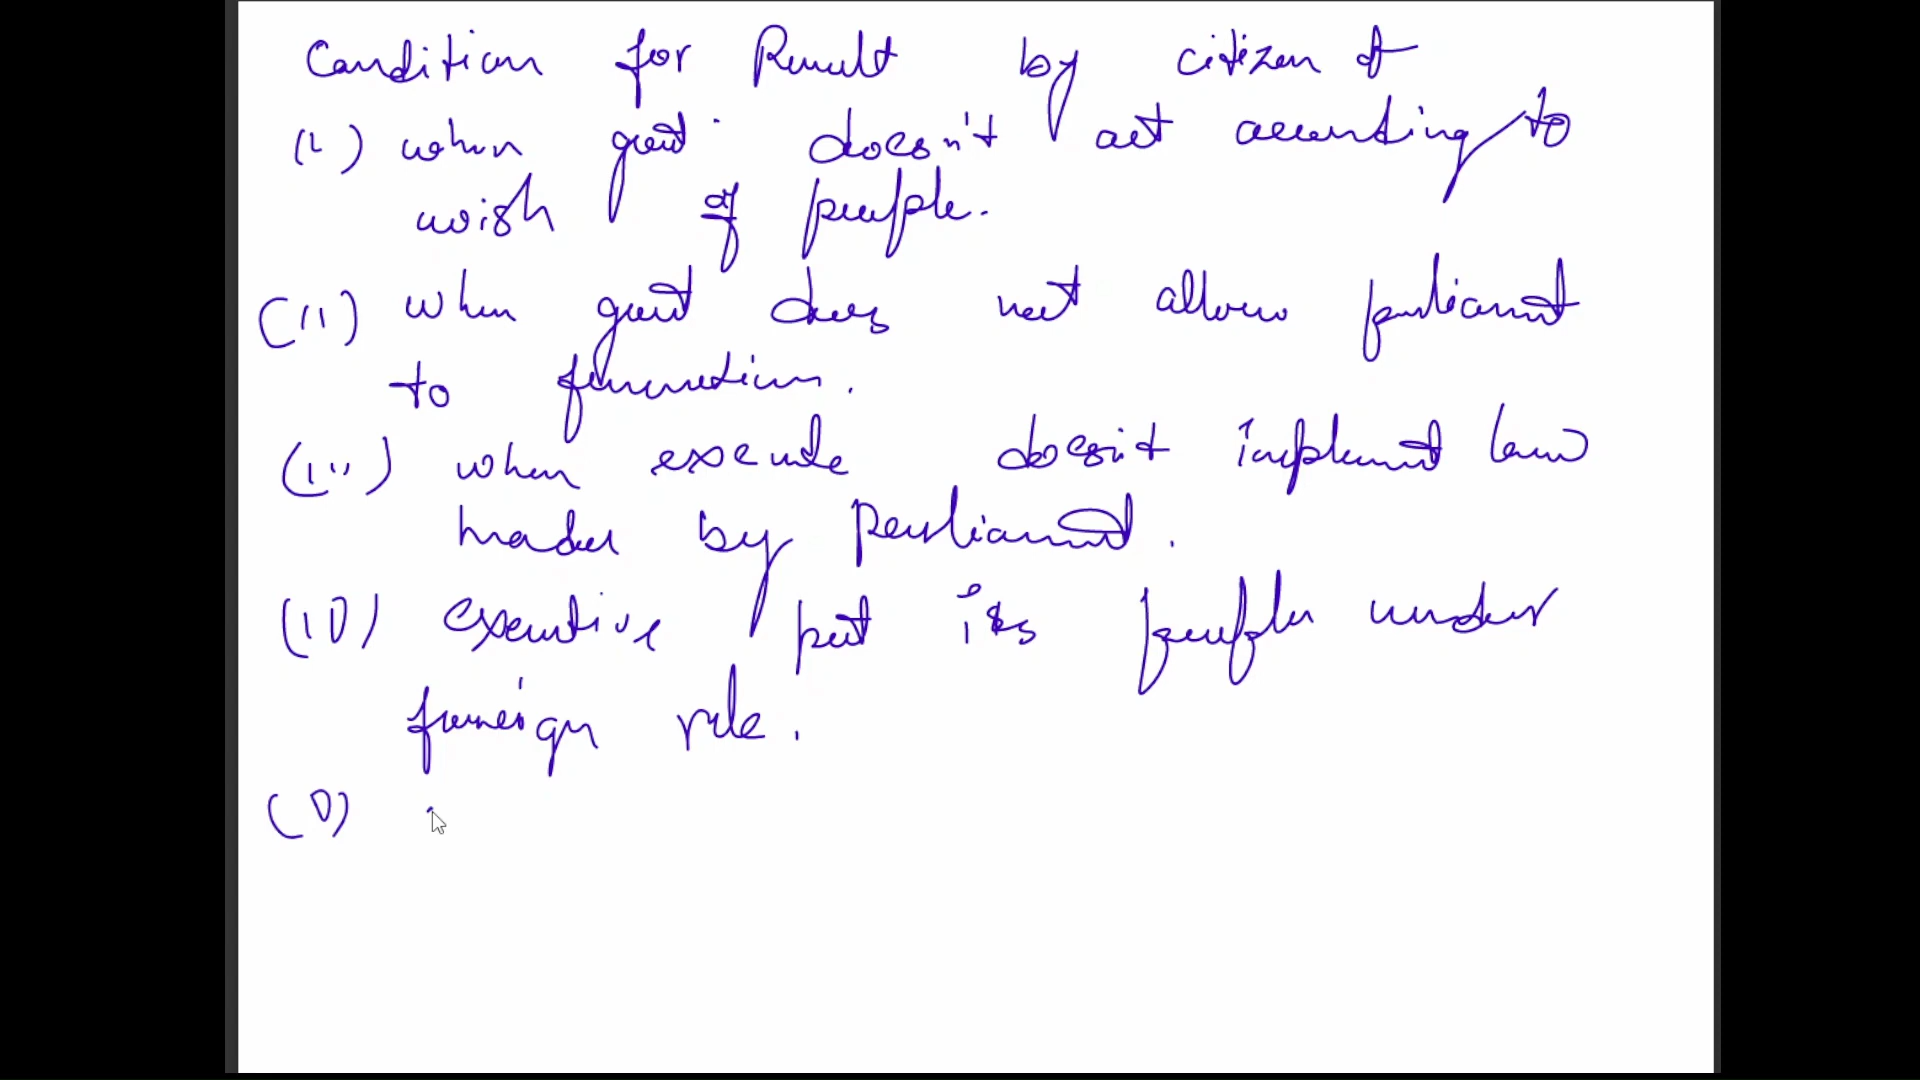 Condition for Revolt by citizen of
(i) when govt. doesn't act according to
wish of people.
(ii) when govt does not allow parliament
to function.
(iii) when execute doesn't implement law
made by Parliament.
(iv) executive put its people under
foreign rule.
(v)